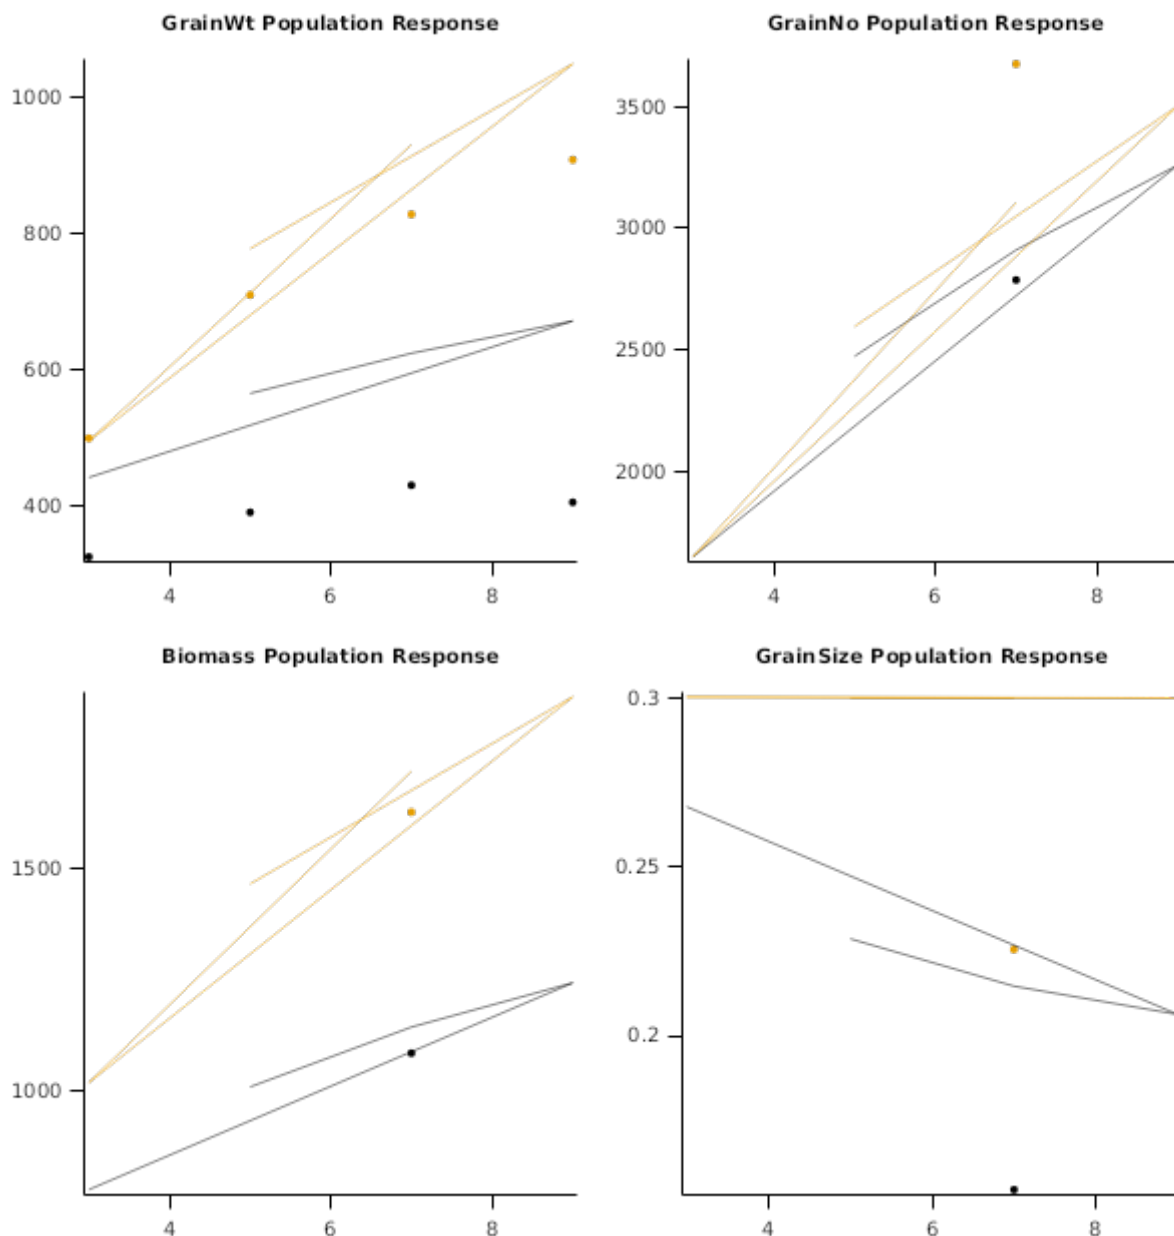 GrainWt Population Response
1000
800
600
400
4 6 8
GrainNo Population Response
3500
3000
2500
2000
4 6 8
Biomass Population Response
1500
1000
4 6 8
GrainSize Population Response
0.3
0.25
0.2
4 6 8